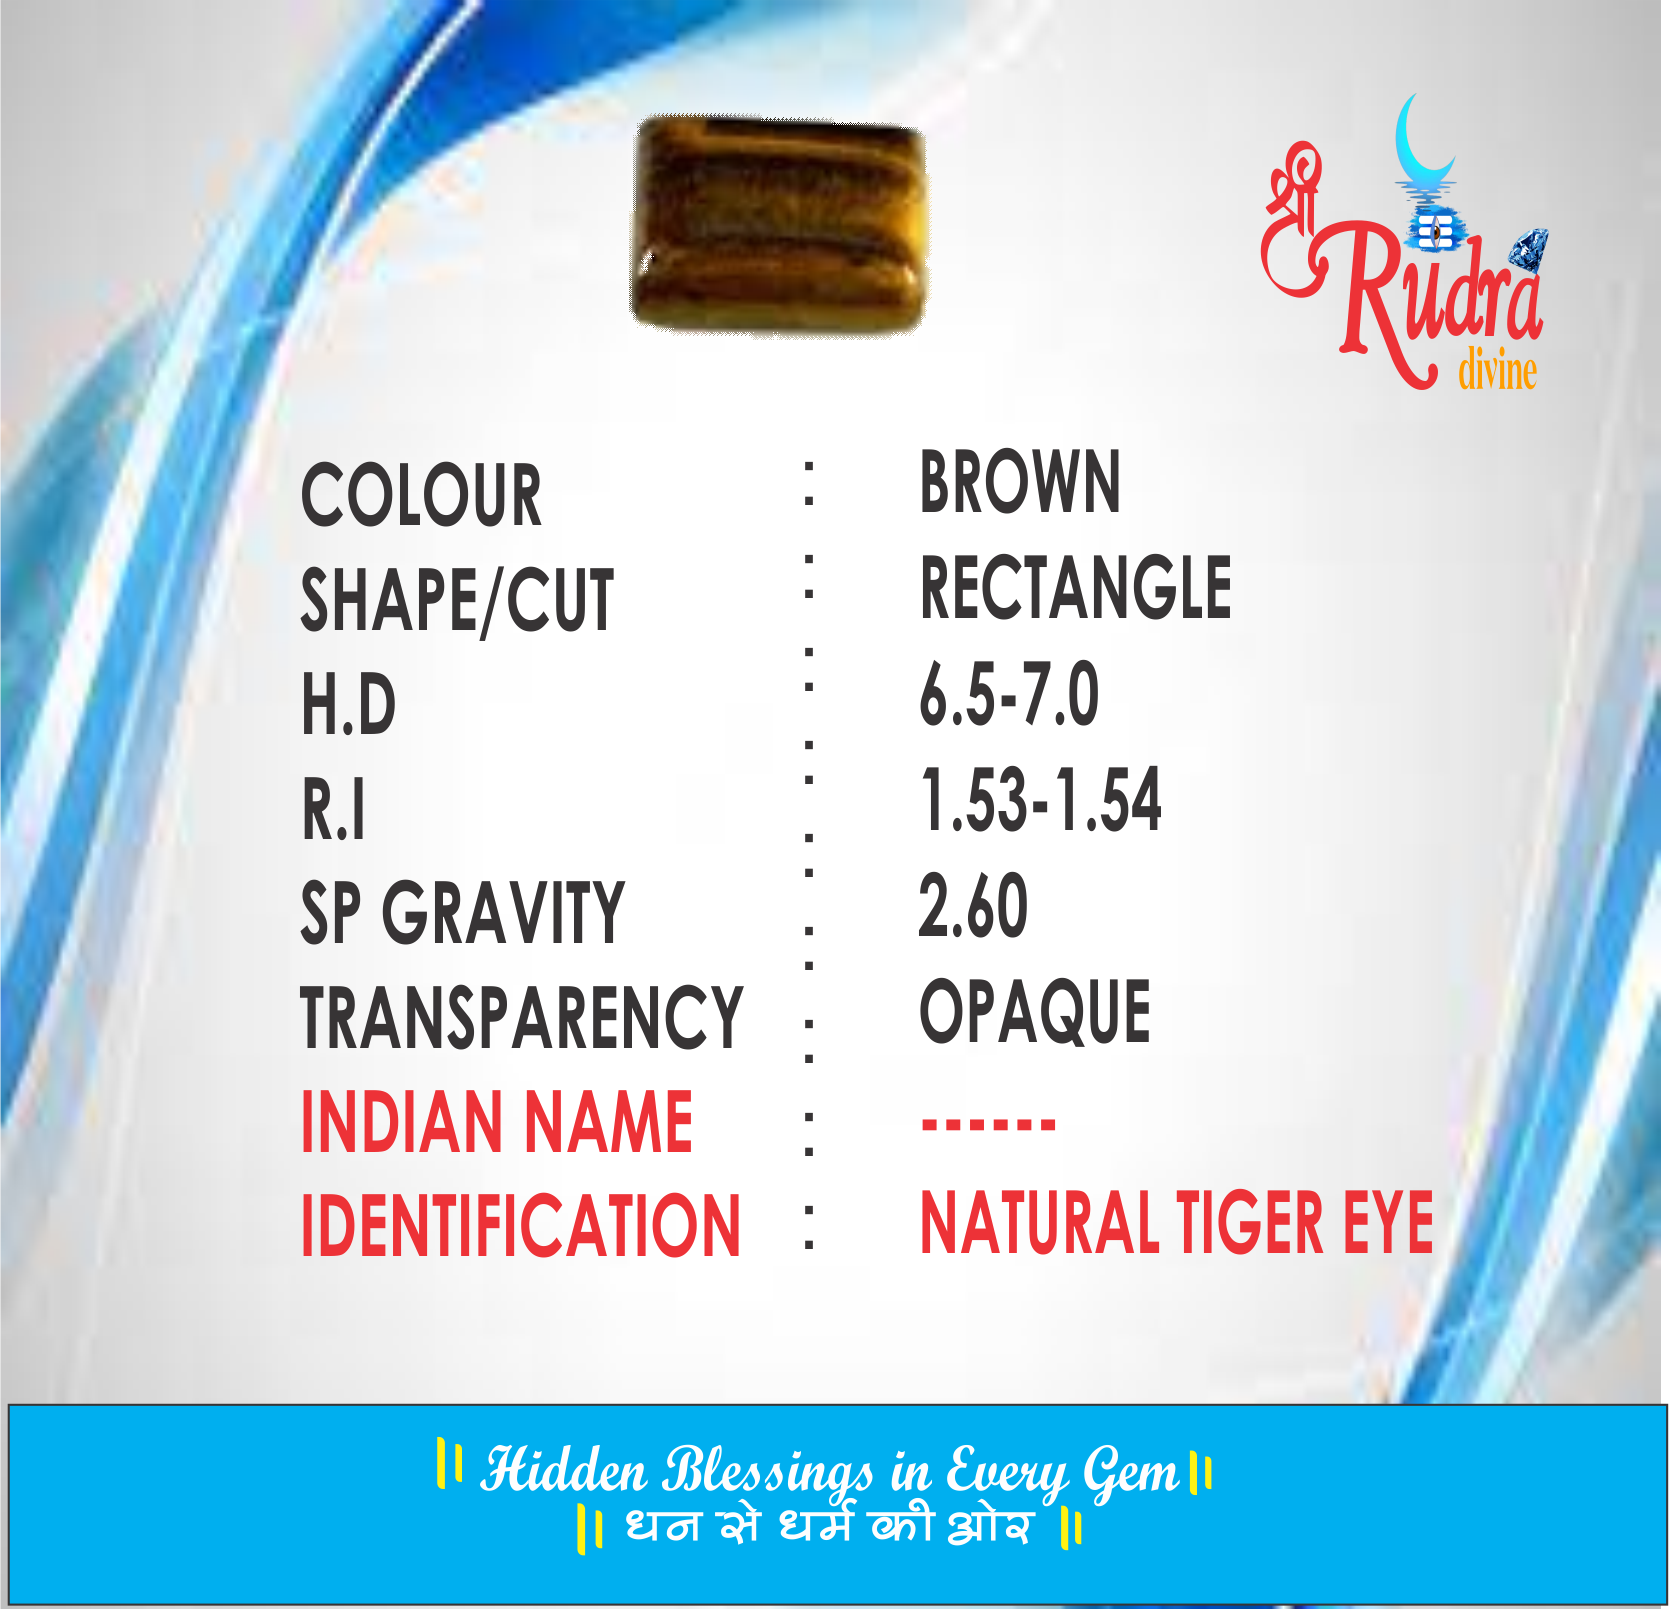 श्री Rudra
divine
COLOUR : BROWN
SHAPE/CUT : RECTANGLE
H.D : 6.5-7.0
R.I : 1.53-1.54
SP GRAVITY : 2.60
TRANSPARENCY : OPAQUE
INDIAN NAME : ------
IDENTIFICATION : NATURAL TIGER EYE
|| Hidden Blessings in Every Gem ||
|| धन से धर्म की ओर ||